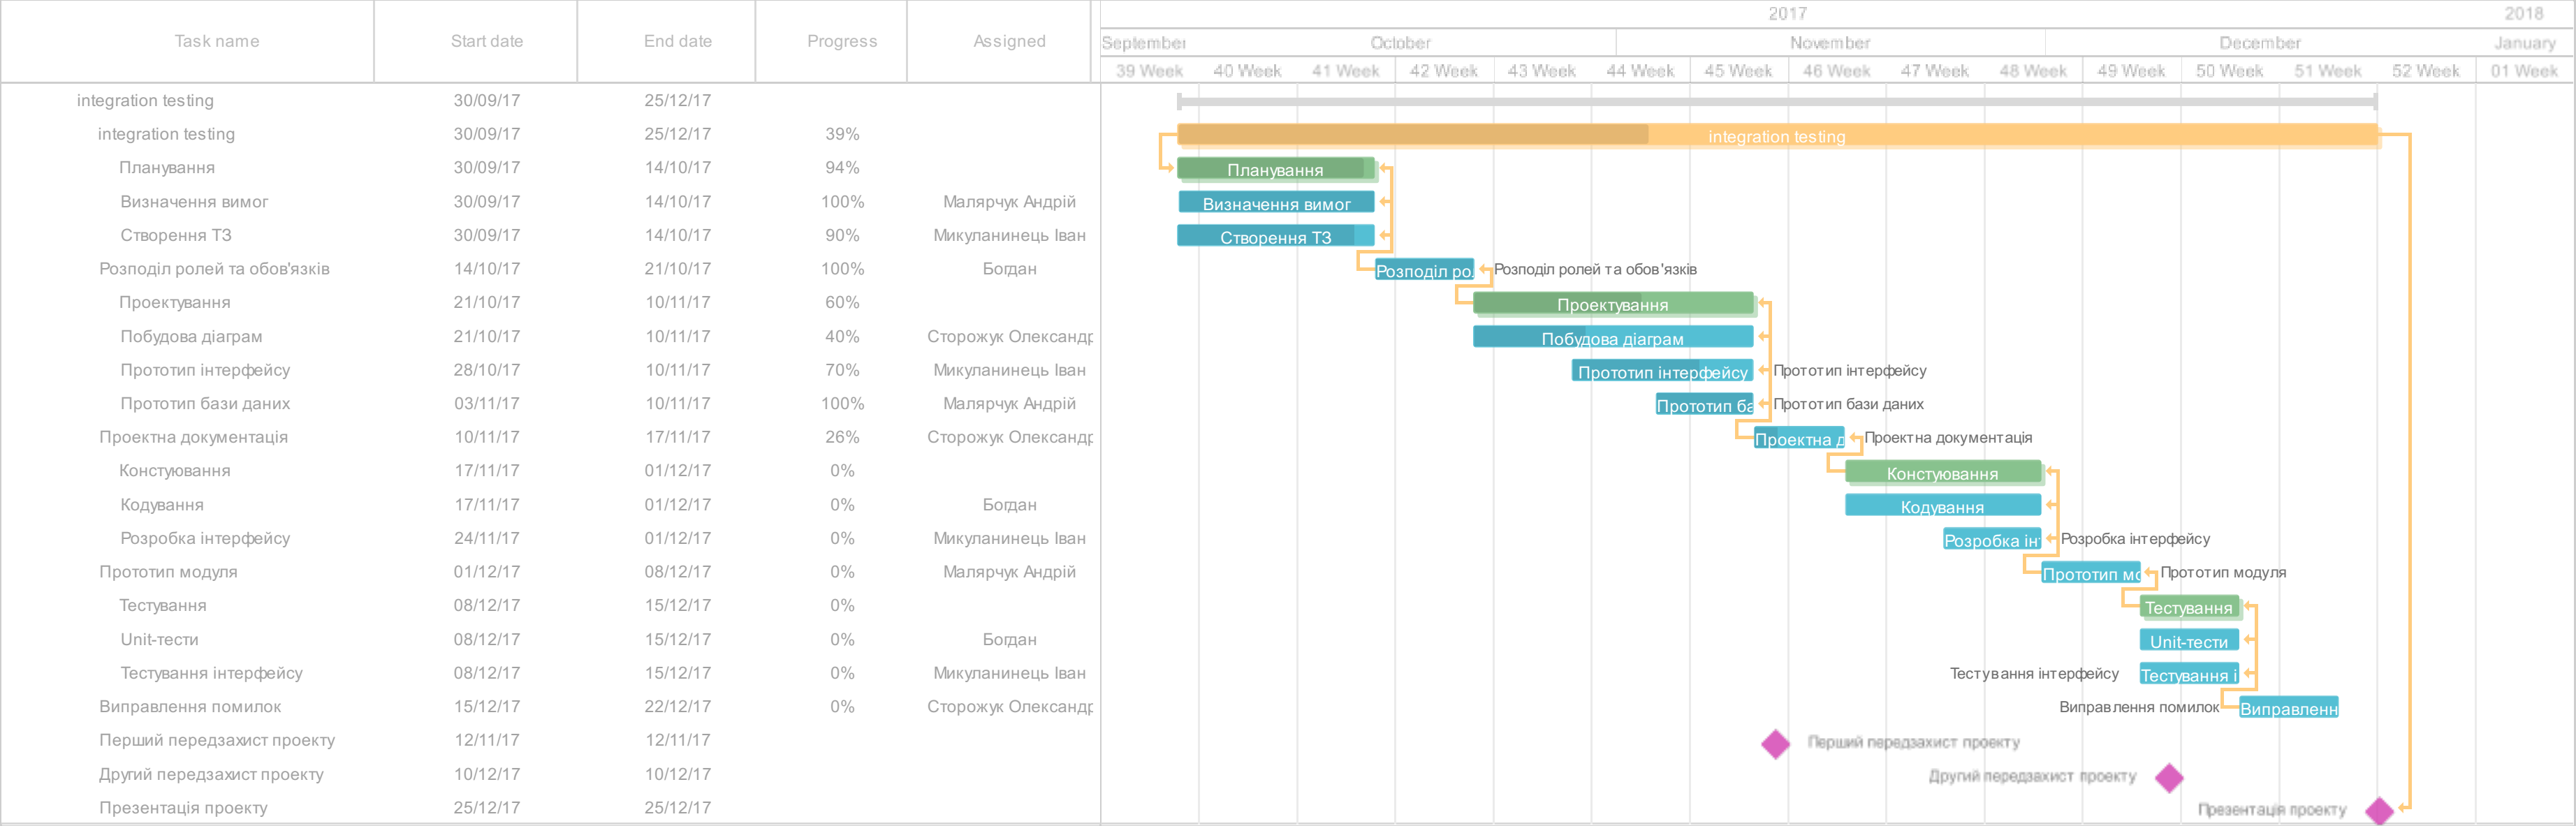 Task name Start date End date Progress Assigned
2017 2018
September October November December January
39 Week 40 Week 41 Week 42 Week 43 Week 44 Week 45 Week 46 Week 47 Week 48 Week 49 Week 50 Week 51 Week 52 Week 01 Week
integration testing 30/09/17 25/12/17
integration testing 30/09/17 25/12/17 39% integration testing
Планування 30/09/17 14/10/17 94% Планування
Визначення вимог 30/09/17 14/10/17 100% Малярчук Андрій Визначення вимог
Створення ТЗ 30/09/17 14/10/17 90% Микуланинець Іван Створення ТЗ
Розподіл ролей та обов'язків 14/10/17 21/10/17 100% Богдан Розподіл ро Розподіл ролей та обов'язків
Проектування 21/10/17 10/11/17 60% Проектування
Побудова діаграм 21/10/17 10/11/17 40% Сторожук Олександр Побудова діаграм
Прототип інтерфейсу 28/10/17 10/11/17 70% Микуланинець Іван Прототип інтерфейсу Прототип інтерфейсу
Прототип бази даних 03/11/17 10/11/17 100% Малярчук Андрій Прототип ба Прототип бази даних
Проектна документація 10/11/17 17/11/17 26% Сторожук Олександр Проектна д Проектна документація
Констуювання 17/11/17 01/12/17 0% Констуювання
Кодування 17/11/17 01/12/17 0% Богдан Кодування
Розробка інтерфейсу 24/11/17 01/12/17 0% Микуланинець Іван Розробка ін Розробка інтерфейсу
Прототип модуля 01/12/17 08/12/17 0% Малярчук Андрій Прототип мо Прототип модуля
Тестування 08/12/17 15/12/17 0% Тестування
Unit-тести 08/12/17 15/12/17 0% Богдан Unit-тести
Тестування інтерфейсу 08/12/17 15/12/17 0% Микуланинець Іван Тестування інтерфейсу Тестування і
Виправлення помилок 15/12/17 22/12/17 0% Сторожук Олександр Виправлення помилок Виправленн
Перший передзахист проекту 12/11/17 12/11/17 Перший передзахист проекту
Другий передзахист проекту 10/12/17 10/12/17 Другий передзахист проекту
Презентація проекту 25/12/17 25/12/17 Презентація проекту